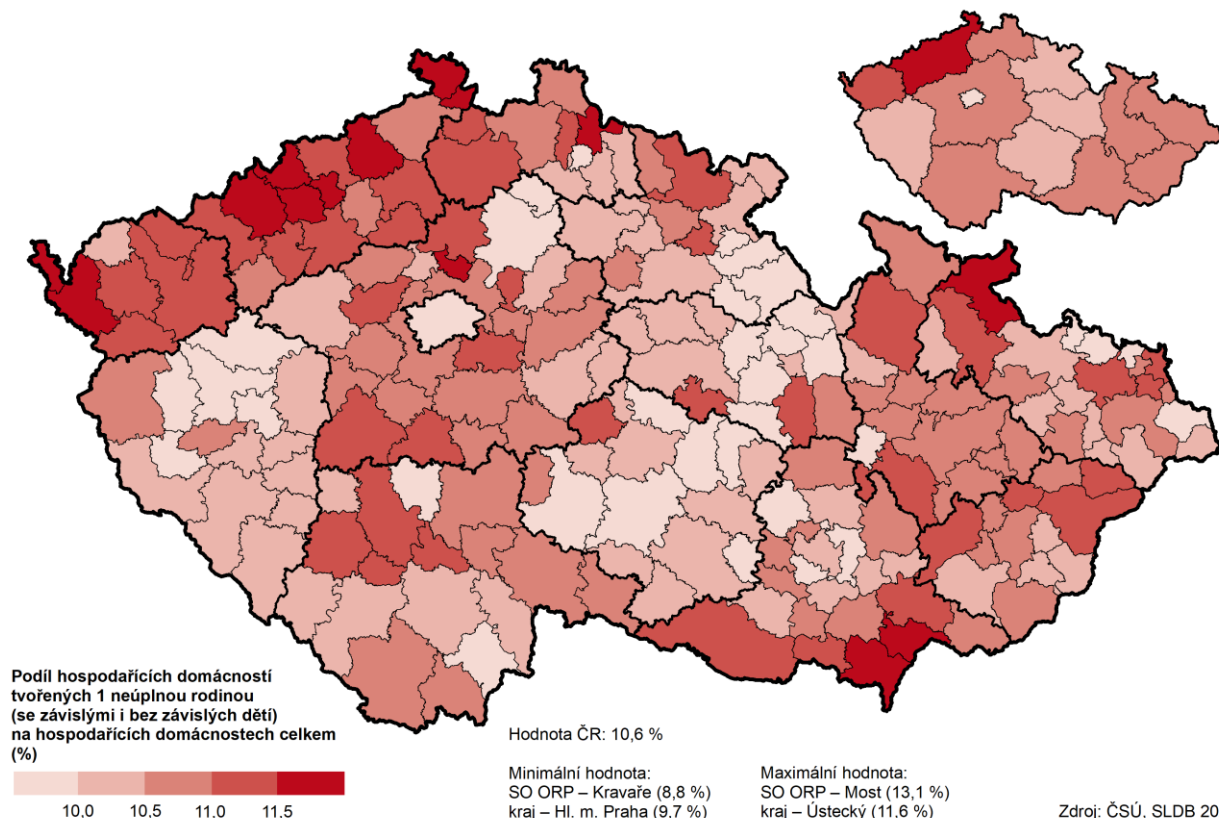 Podíl hospodařících domácností
tvořených 1 neúplnou rodinou
(se závislými i bez závislých dětí)
na hospodařících domácnostech celkem
(%)
10,0 10,5 11,0 11,5
Hodnota ČR: 10,6 %
Minimální hodnota:
SO ORP – Kravaře (8,8 %)
kraj – Hl. m. Praha (9,7 %)
Maximální hodnota:
SO ORP – Most (13,1 %)
kraj – Ústecký (11,6 %)
Zdroj: ČSÚ, SLDB 20